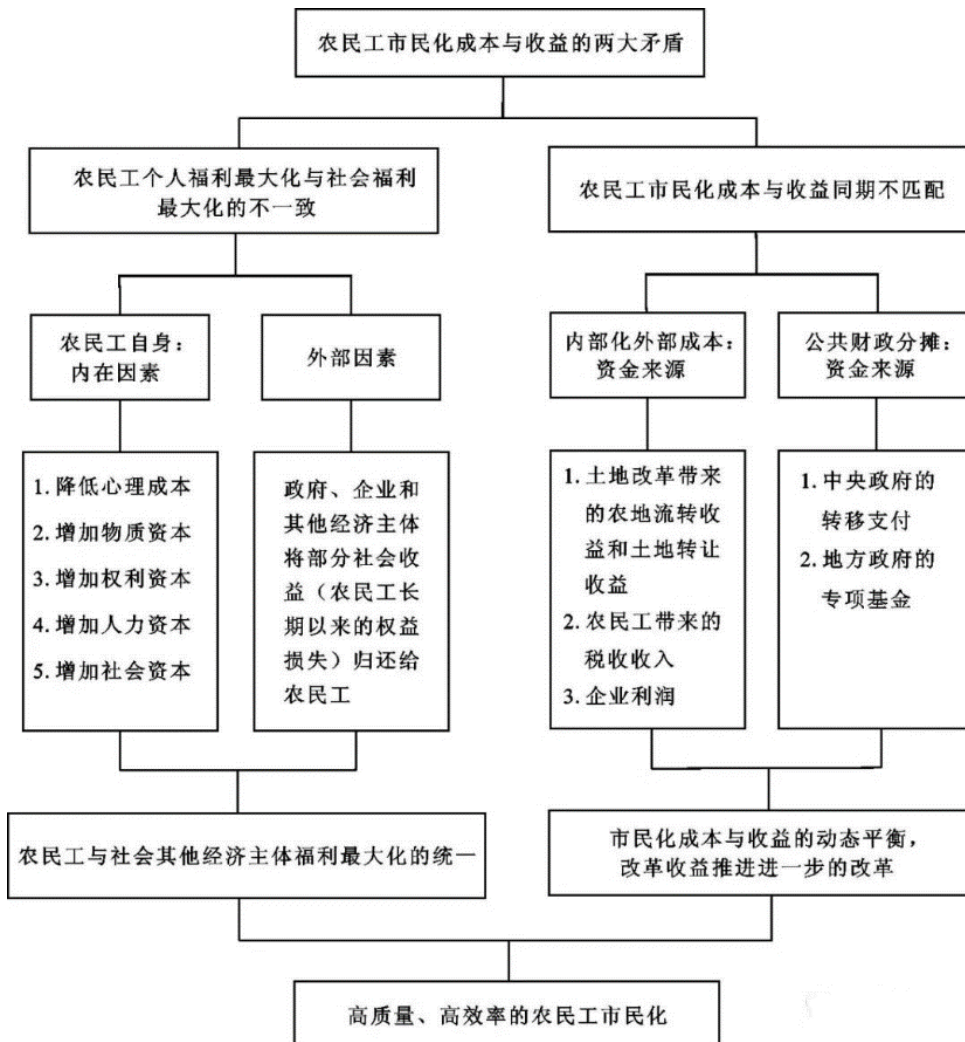 农民工市民化成本与收益的两大矛盾
农民工个人福利最大化与社会福利
最大化的不一致
农民工市民化成本与收益同期不匹配
农民工自身：
内在因素
外部因素
内部化外部成本：
资金来源
公共财政分摊：
资金来源
1. 降低心理成本
2. 增加物质资本
3. 增加权利资本
4. 增加人力资本
5. 增加社会资本
政府、企业和
其他经济主体
将部分社会收
益（农民工长
期以来的权益
损失）归还给
农民工
1. 土地改革带来
的农地流转收
益和土地转让
收益
2. 农民工带来的
税收收入
3. 企业利润
1. 中央政府的
转移支付
2. 地方政府的
专项基金
农民工与社会其他经济主体福利最大化的统一
市民化成本与收益的动态平衡，
改革收益推进进一步的改革
高质量、高效率的农民工市民化